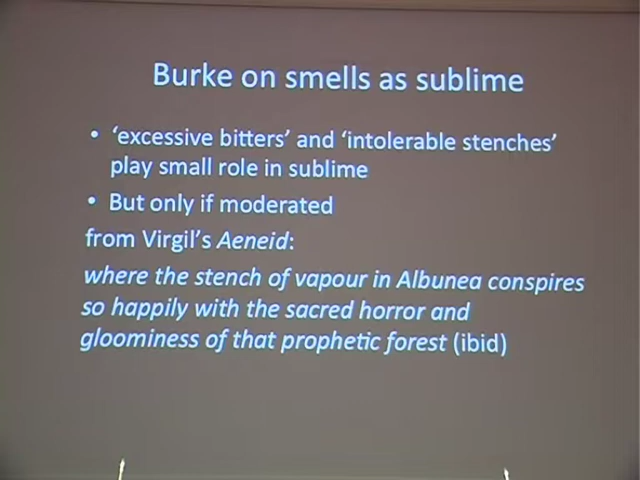 Burke on smells as sublime
• ‘excessive bitters’ and ‘intolerable stenches’
play small role in sublime
• But only if moderated
from Virgil’s Aeneid:
where the stench of vapour in Albunea conspires
so happily with the sacred horror and
gloominess of that prophetic forest (ibid)